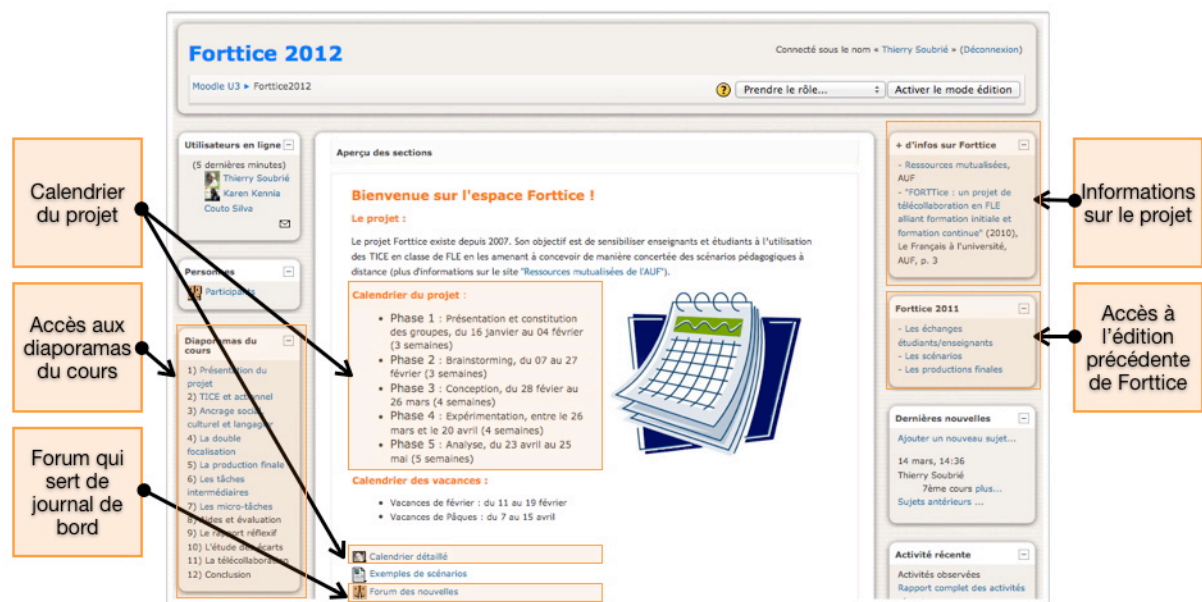 Forttice 2012
Connecté sous le nom « Thierry Soubrié » (Déconnexion)
Moodle U3 ► Forttice2012
Prendre le rôle...
Activer le mode édition
Calendrier
du projet
Accès aux
diaporamas
du cours
Forum qui
sert de
journal de
bord
Utilisateurs en ligne
(5 dernières minutes)
Thierry Soubrié
Karen Kennia
Couto Silva
Personnes
Participants
Diaporamas du
cours
1) Présentation du
projet
2) TICE et actionnel
3) Ancrage social,
culturel et langagier
4) La double
focalisation
5) La production finale
6) Les tâches
intermédiaires
7) Les micro-tâches
8) Aides et évaluation
9) Le rapport réflexif
10) L'étude des écarts
11) La télécollaboration
12) Conclusion
Aperçu des sections
Bienvenue sur l'espace Forttice !
Le projet :
Le projet Forttice existe depuis 2007. Son objectif est de sensibiliser enseignants et étudiants à l'utilisation
des TICE en classe de FLE en les amenant à concevoir de manière concertée des scénarios pédagogiques à
distance (plus d'informations sur le site "Ressources mutualisées de l'AUF").
Calendrier du projet :
• Phase 1 : Présentation et constitution
des groupes, du 16 janvier au 04 février
(3 semaines)
• Phase 2 : Brainstorming, du 07 au 27
février (3 semaines)
• Phase 3 : Conception, du 28 févier au
26 mars (4 semaines)
• Phase 4 : Expérimentation, entre le 26
mars et le 20 avril (4 semaines)
• Phase 5 : Analyse, du 23 avril au 25
mai (5 semaines)
Calendrier des vacances :
• Vacances de février : du 11 au 19 février
• Vacances de Pâques : du 7 au 15 avril
Calendrier détaillé
Exemples de scénarios
Forum des nouvelles
+ d'infos sur Forttice
- Ressources mutualisées,
AUF
- "FORTTice : un projet de
télécollaboration en FLE
alliant formation initiale et
formation continue" (2010),
Le Français à l'université,
AUF, p. 3
Forttice 2011
- Les échanges
étudiants/enseignants
- Les scénarios
- Les productions finales
Dernières nouvelles
Ajouter un nouveau sujet...
14 mars, 14:36
Thierry Soubrié
7ème cours plus...
Sujets antérieurs ...
Activité récente
Activités observées
Rapport complet des activités
Informations
sur le projet
Accès à
l'édition
précédente
de Forttice